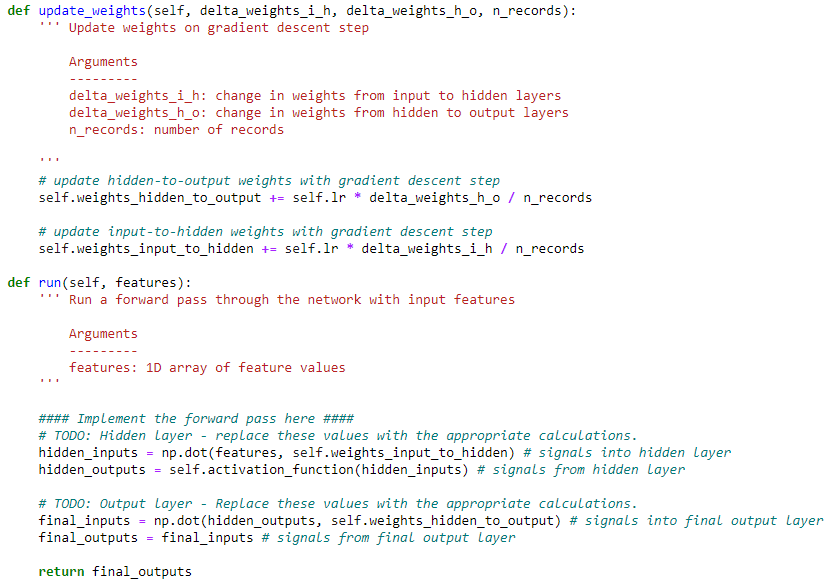 def update_weights(self, delta_weights_i_h, delta_weights_h_o, n_records):
''' Update weights on gradient descent step
Arguments
---------
delta_weights_i_h: change in weights from input to hidden layers
delta_weights_h_o: change in weights from hidden to output layers
n_records: number of records
'''
# update hidden-to-output weights with gradient descent step
self.weights_hidden_to_output += self.lr * delta_weights_h_o / n_records
# update input-to-hidden weights with gradient descent step
self.weights_input_to_hidden += self.lr * delta_weights_i_h / n_records
def run(self, features):
''' Run a forward pass through the network with input features
Arguments
---------
features: 1D array of feature values
'''
#### Implement the forward pass here ####
# TODO: Hidden layer - replace these values with the appropriate calculations.
hidden_inputs = np.dot(features, self.weights_input_to_hidden) # signals into hidden layer
hidden_outputs = self.activation_function(hidden_inputs) # signals from hidden layer
# TODO: Output layer - Replace these values with the appropriate calculations.
final_inputs = np.dot(hidden_outputs, self.weights_hidden_to_output) # signals into final output layer
final_outputs = final_inputs # signals from final output layer
return final_outputs